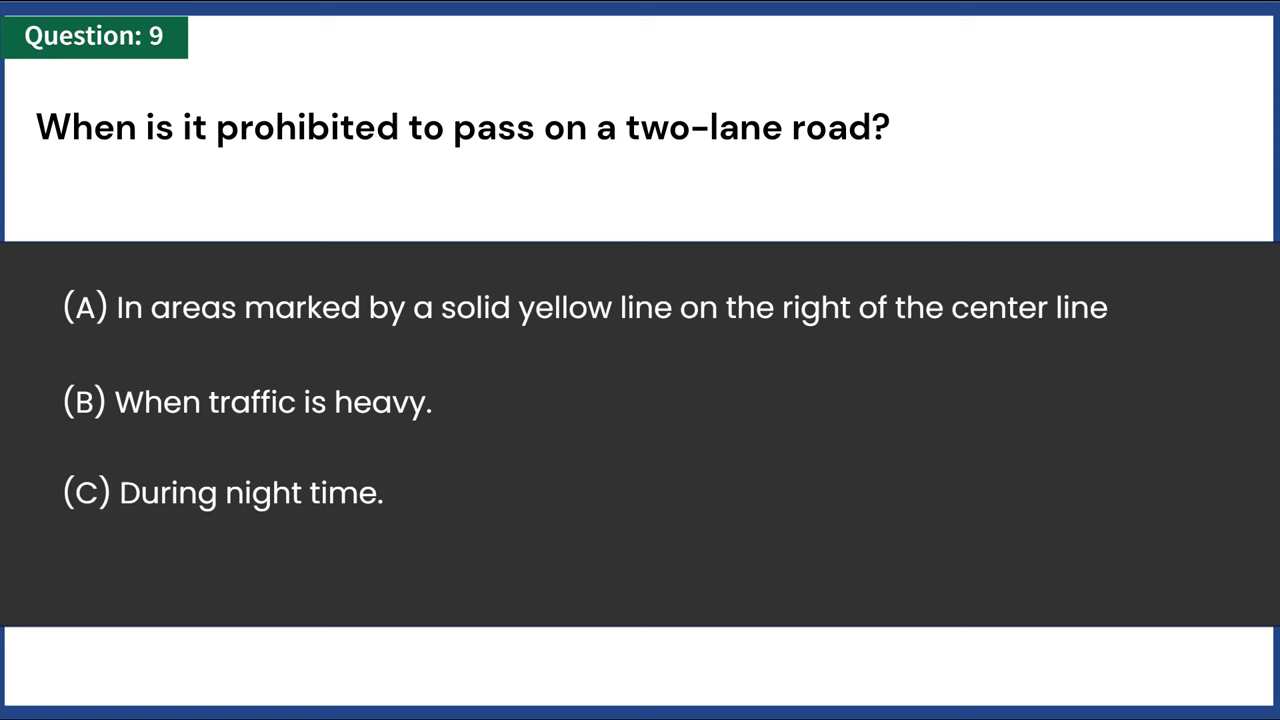 Question: 9
When is it prohibited to pass on a two-lane road?
(A) In areas marked by a solid yellow line on the right of the center line
(B) When traffic is heavy.
(C) During night time.